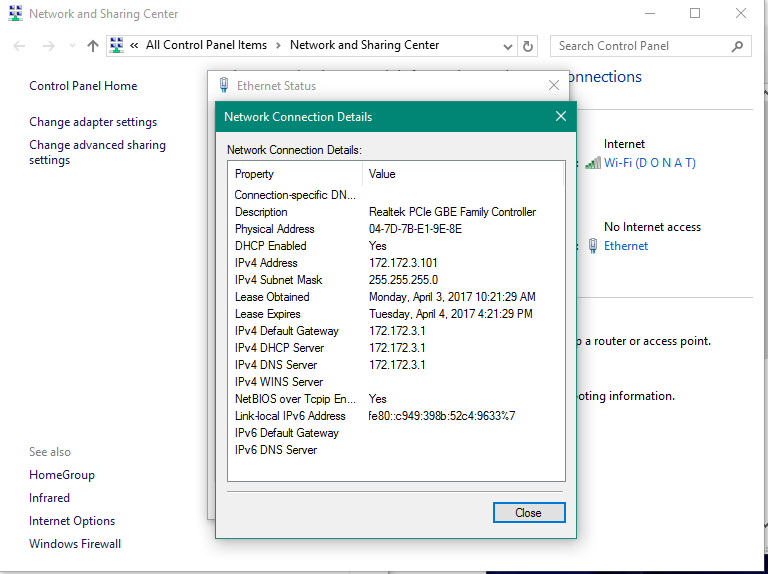 Network and Sharing Center
« All Control Panel Items > Network and Sharing Center
Search Control Panel
Control Panel Home
Change adapter settings
Change advanced sharing
settings
See also
HomeGroup
Infrared
Internet Options
Windows Firewall
Ethernet Status
Network Connection Details
Network Connection Details:
Property Value
Connection-specific DN...
Description Realtek PCIe GBE Family Controller
Physical Address 04-7D-7B-E1-9E-8E
DHCP Enabled Yes
IPv4 Address 172.172.3.101
IPv4 Subnet Mask 255.255.255.0
Lease Obtained Monday, April 3, 2017 10:21:29 AM
Lease Expires Tuesday, April 4, 2017 4:21:29 PM
IPv4 Default Gateway 172.172.3.1
IPv4 DHCP Server 172.172.3.1
IPv4 DNS Server 172.172.3.1
IPv4 WINS Server
NetBIOS over Tcpip En... Yes
Link-local IPv6 Address fe80::c949:398b:52c4:9633%7
IPv6 Default Gateway
IPv6 DNS Server
Close
onnections
Internet
Wi-Fi (D O N A T)
No Internet access
Ethernet
p a router or access point.
ooting information.